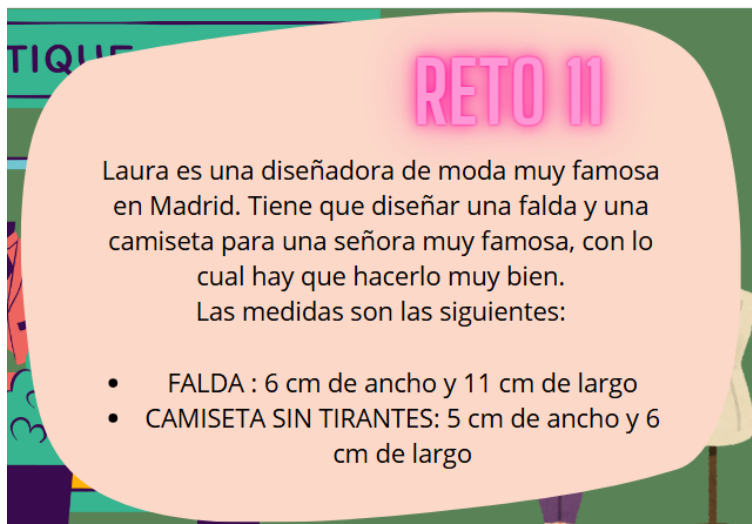 TIQUE
RETO 11
Laura es una diseñadora de moda muy famosa
en Madrid. Tiene que diseñar una falda y una
camiseta para una señora muy famosa, con lo
cual hay que hacerlo muy bien.
Las medidas son las siguientes:
• FALDA : 6 cm de ancho y 11 cm de largo
• CAMISETA SIN TIRANTES: 5 cm de ancho y 6
cm de largo